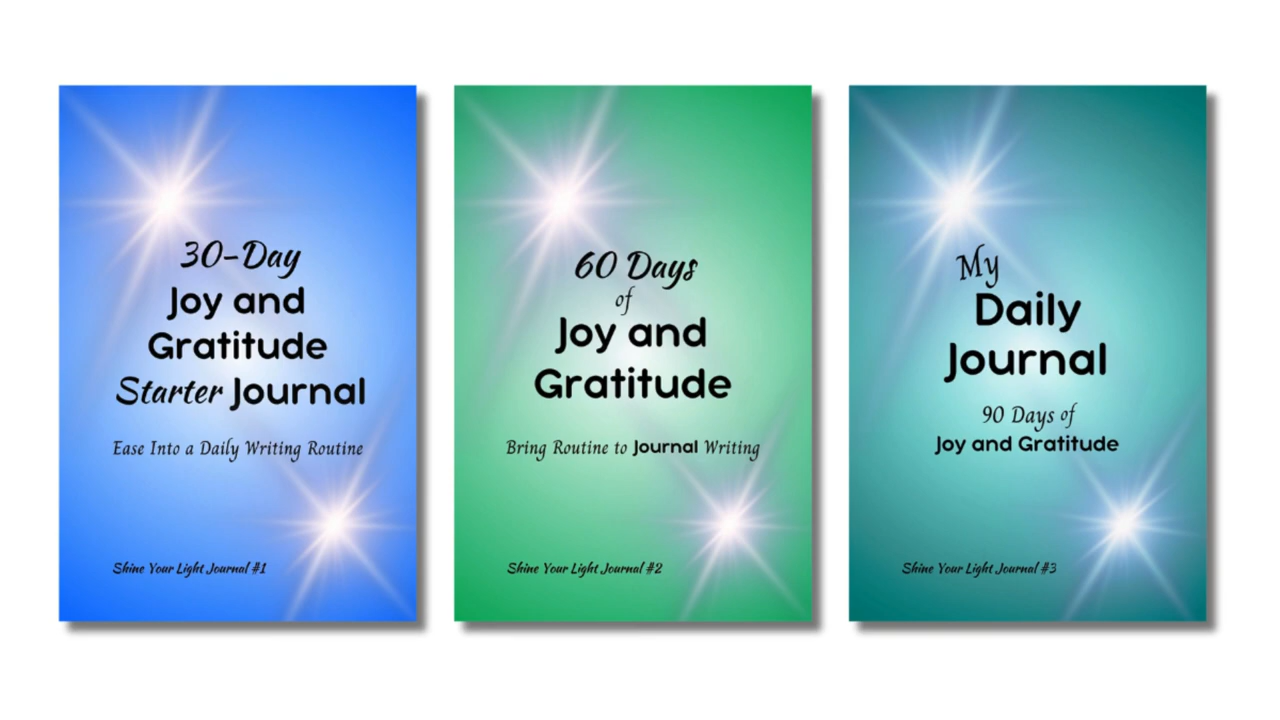 30-Day
Joy and
Gratitude
Starter Journal
Ease Into a Daily Writing Routine
Shine Your Light Journal #1
60 Days
of
Joy and
Gratitude
Bring Routine to Journal Writing
Shine Your Light Journal #2
My
Daily
Journal
90 Days of
Joy and Gratitude
Shine Your Light Journal #3